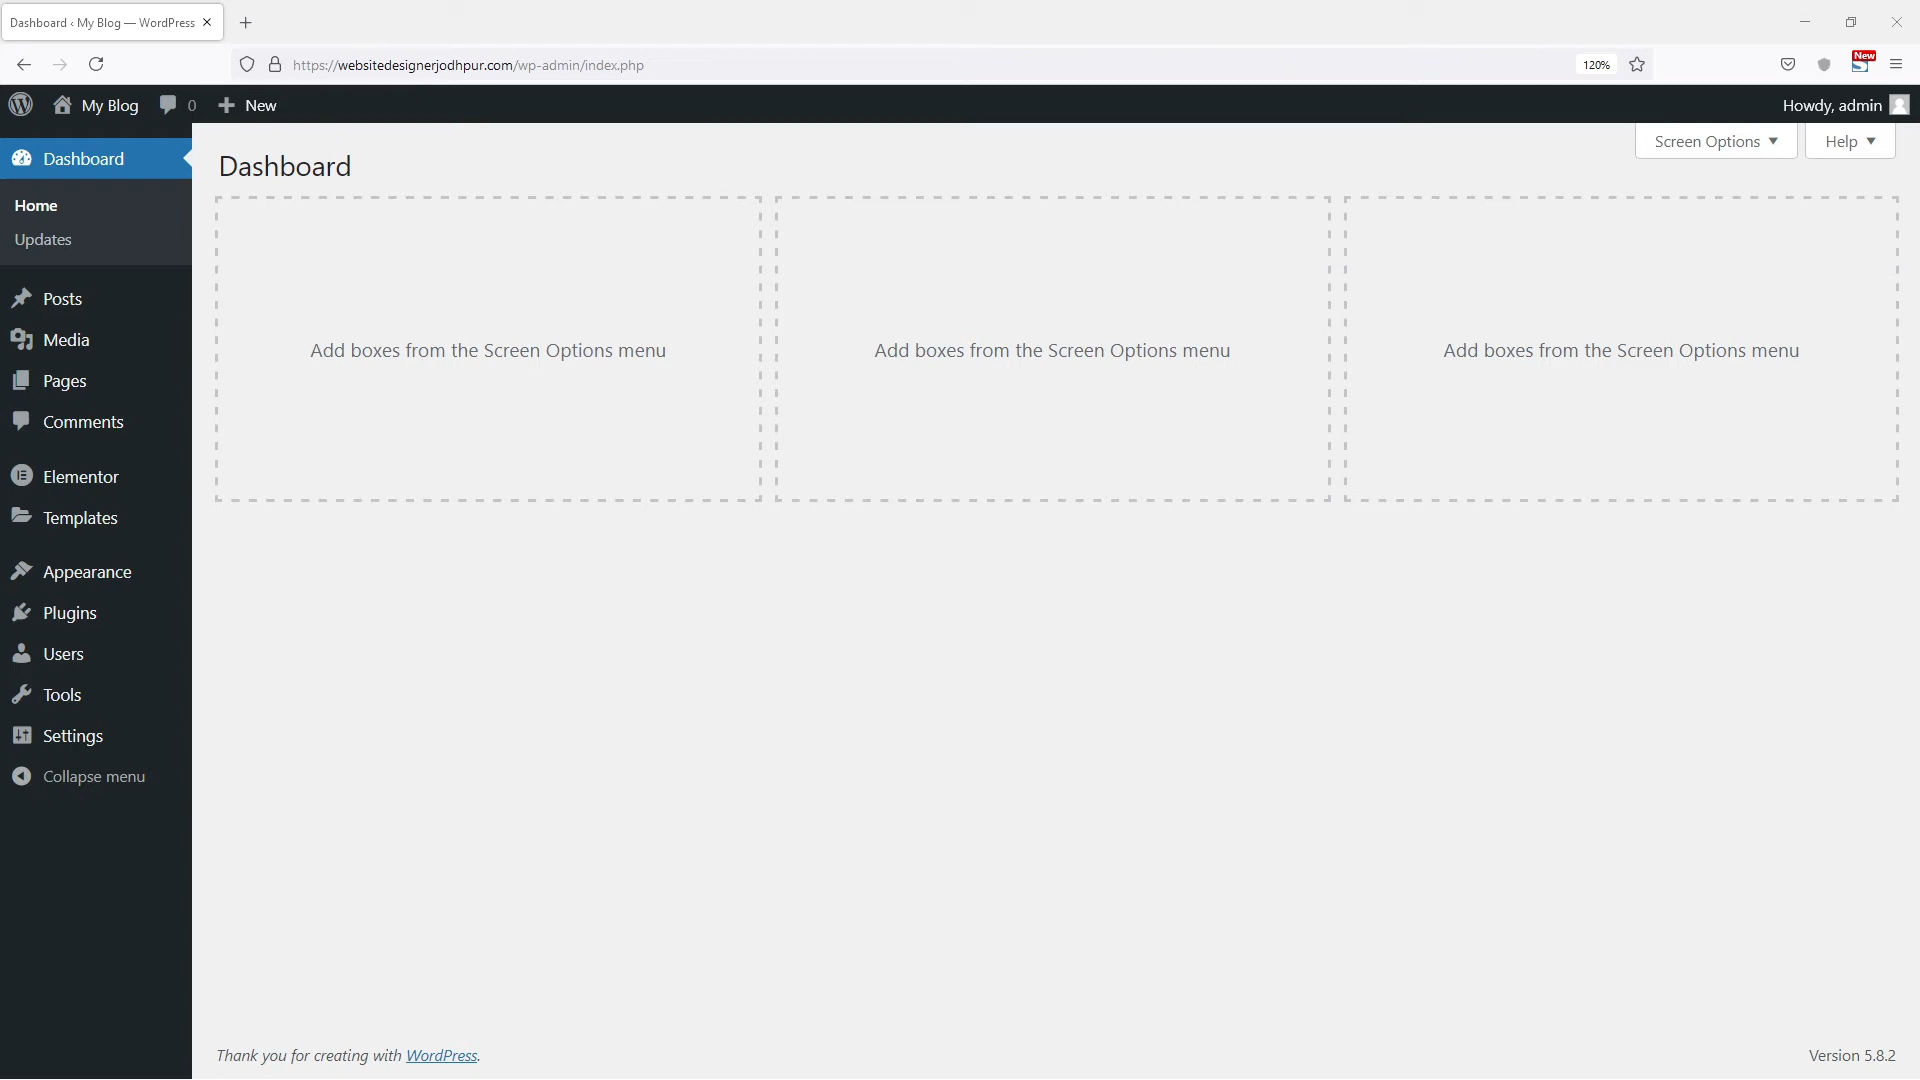 Dashboard ‹ My Blog — WordPress
https://websitedesignerjodhpur.com/wp-admin/index.php
120%
New
My Blog
0
New
Howdy, admin
Dashboard
Screen Options
Help
Dashboard
Home
Updates
Posts
Media
Pages
Comments
Elementor
Templates
Appearance
Plugins
Users
Tools
Settings
Collapse menu
Add boxes from the Screen Options menu
Add boxes from the Screen Options menu
Add boxes from the Screen Options menu
Thank you for creating with WordPress.
Version 5.8.2